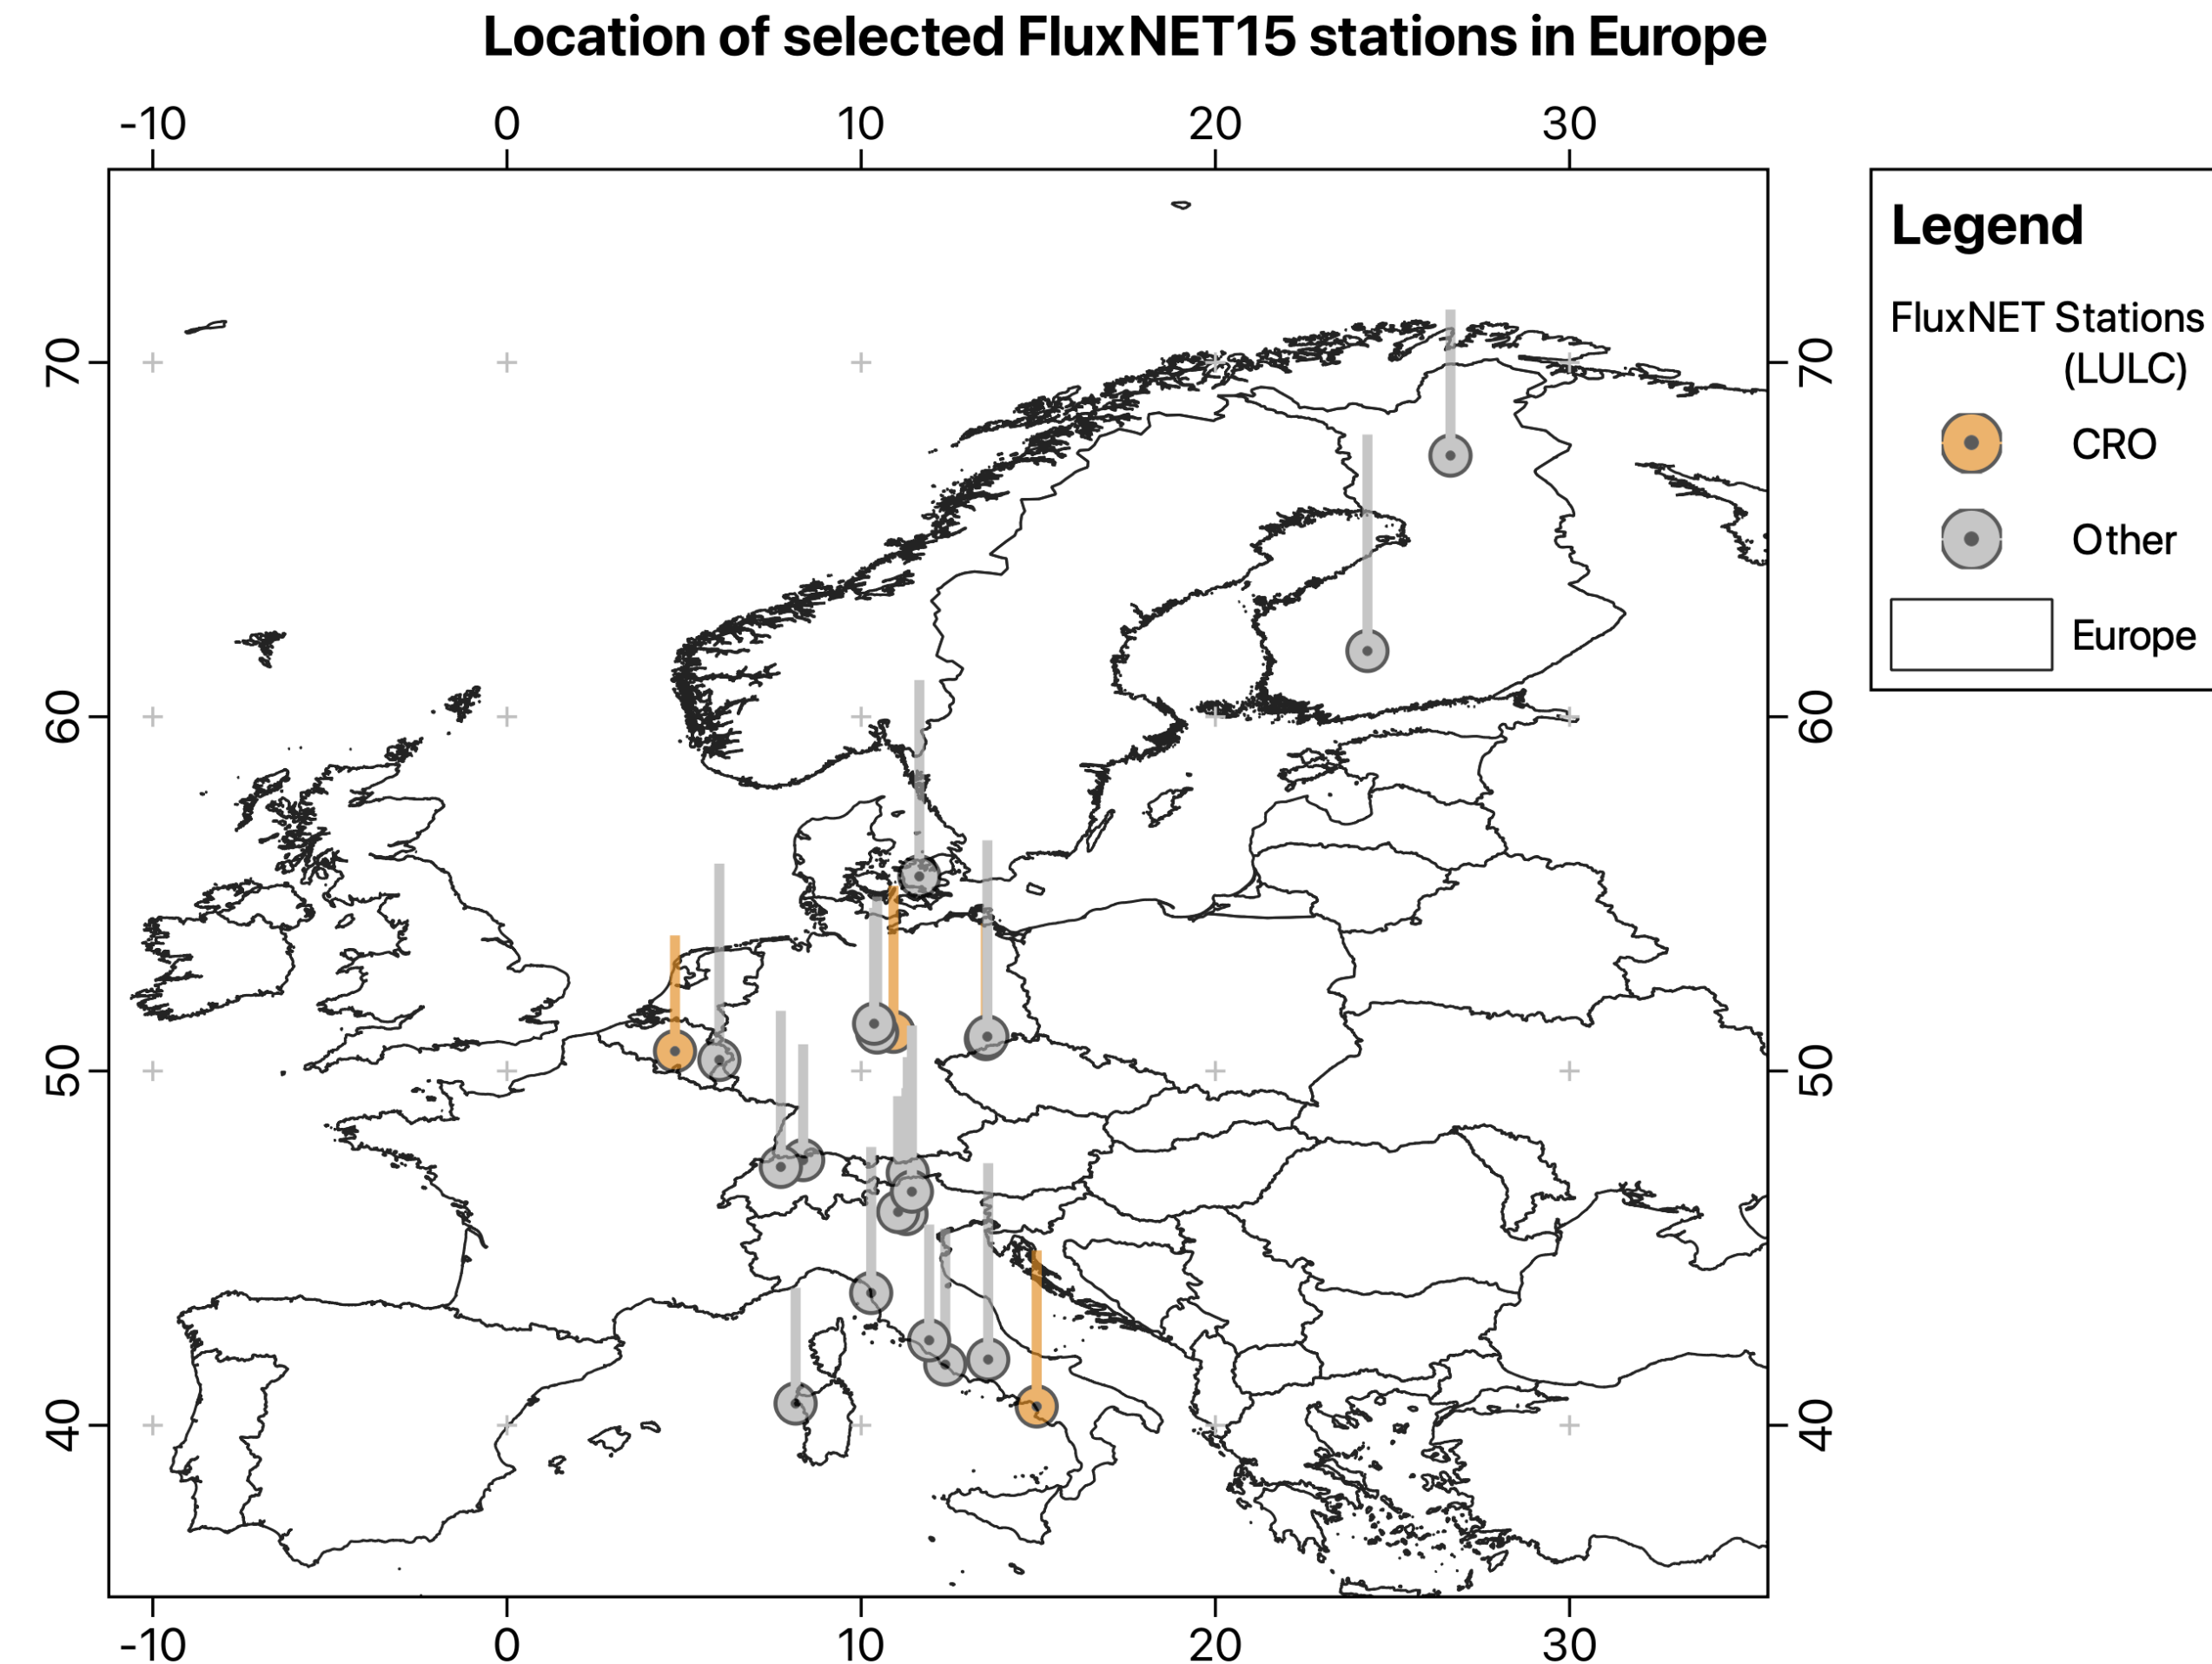 Location of selected FluxNET15 stations in Europe
-10 0 10 20 30
70 70
60 60
50 50
40 40
-10 0 10 20 30
Legend
FluxNET Stations
(LULC)
CRO
Other
Europe